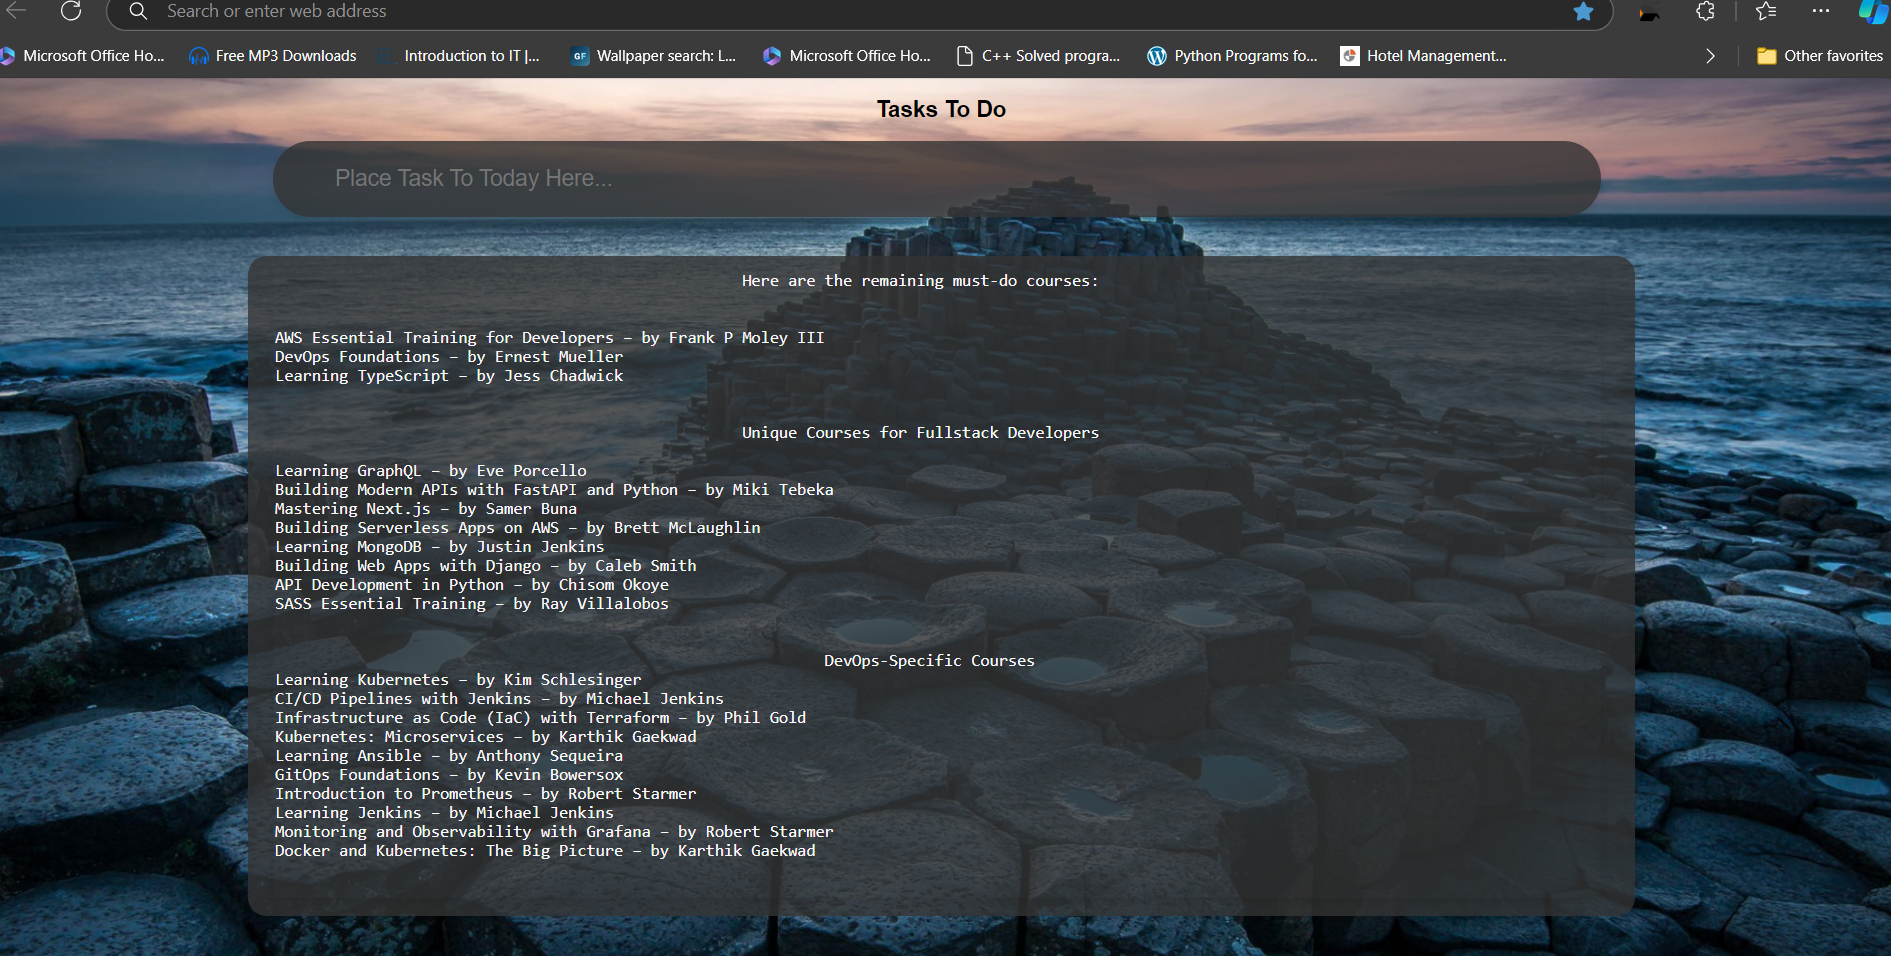 Search or enter web address
Microsoft Office Ho... Free MP3 Downloads Introduction to IT |... GF Wallpaper search: L... Microsoft Office Ho... C++ Solved progra... Python Programs fo... Hotel Management... Other favorites
Tasks To Do
Place Task To Today Here...
Here are the remaining must-do courses:
AWS Essential Training for Developers – by Frank P Moley III
DevOps Foundations – by Ernest Mueller
Learning TypeScript – by Jess Chadwick
Unique Courses for Fullstack Developers
Learning GraphQL – by Eve Porcello
Building Modern APIs with FastAPI and Python – by Miki Tebeka
Mastering Next.js – by Samer Buna
Building Serverless Apps on AWS – by Brett McLaughlin
Learning MongoDB – by Justin Jenkins
Building Web Apps with Django – by Caleb Smith
API Development in Python – by Chisom Okoye
SASS Essential Training – by Ray Villalobos
DevOps-Specific Courses
Learning Kubernetes – by Kim Schlesinger
CI/CD Pipelines with Jenkins – by Michael Jenkins
Infrastructure as Code (IaC) with Terraform – by Phil Gold
Kubernetes: Microservices – by Karthik Gaekwad
Learning Ansible – by Anthony Sequeira
GitOps Foundations – by Kevin Bowersox
Introduction to Prometheus – by Robert Starmer
Learning Jenkins – by Michael Jenkins
Monitoring and Observability with Grafana – by Robert Starmer
Docker and Kubernetes: The Big Picture – by Karthik Gaekwad